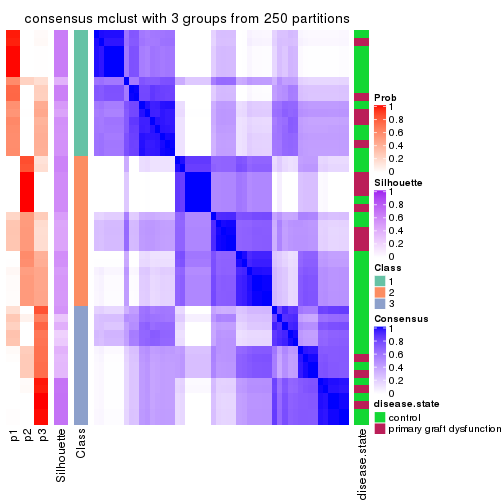 consensus mclust with 3 groups from 250 partitions
Prob
1
0.8
0.6
0.4
0.2
0
Silhouette
1
0.8
0.6
0.4
0.2
0
Class
1
2
3
Consensus
1
0.8
0.6
0.4
0.2
0
disease.state
control
primary graft dysfunction
p1
p2
p3
Silhouette
Class
disease.state